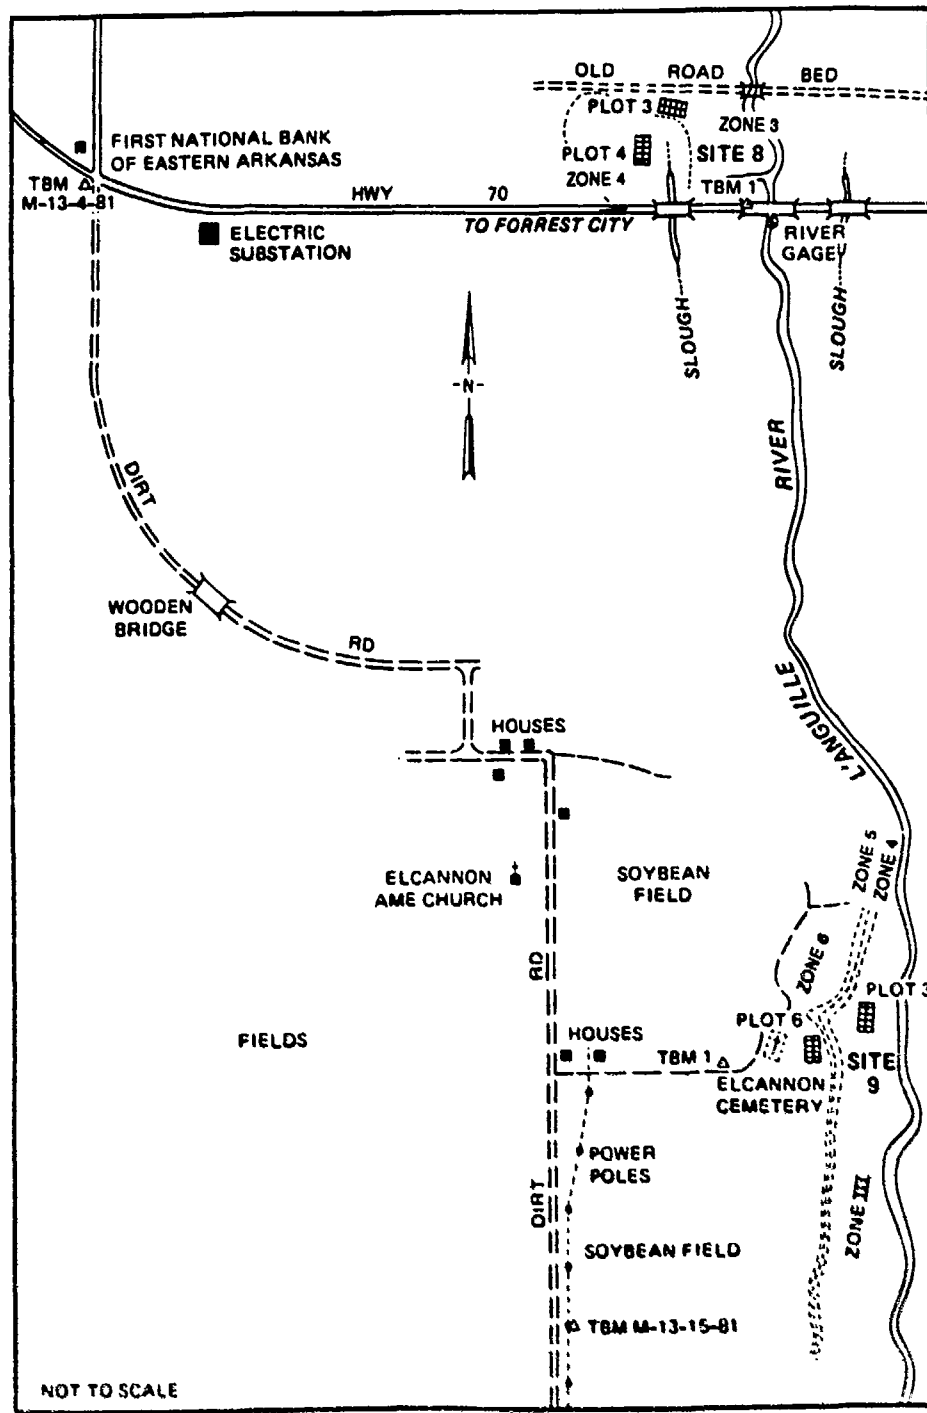 OLD ROAD BED
PLOT 3
ZONE 3
FIRST NATIONAL BANK
OF EASTERN ARKANSAS
PLOT 4
SITE 8
ZONE 4
TBM 1
TBM
M-13-4-81
HWY 70
TO FORREST CITY
ELECTRIC
SUBSTATION
RIVER
GAGE
SLOUGH
SLOUGH
-N-
RIVER
DIRT
WOODEN
BRIDGE
RD
L'ANGUILLE
HOUSES
ZONE 5
ZONE 4
ELCANNON
AME CHURCH
SOYBEAN
FIELD
ZONE 6
RD
PLOT 3
PLOT 6
FIELDS
HOUSES
TBM 1
SITE
9
ELCANNON
CEMETERY
POWER
POLES
DIRT
ZONE III
SOYBEAN FIELD
TBM M-13-15-81
NOT TO SCALE